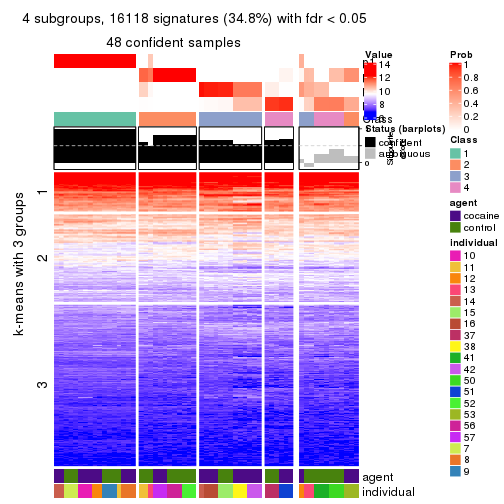 4 subgroups, 16118 signatures (34.8%) with fdr < 0.05
48 confident samples
k-means with 3 groups
1
2
3
Value
14
12
10
8
Class
Status (barplots)
confident
ambiguous
agent
individual
Prob
1
0.8
0.6
0.4
0.2
0
Class
1
2
3
4
agent
cocaine
control
individual
10
11
12
13
14
15
16
37
38
41
42
50
51
52
53
56
57
7
8
9